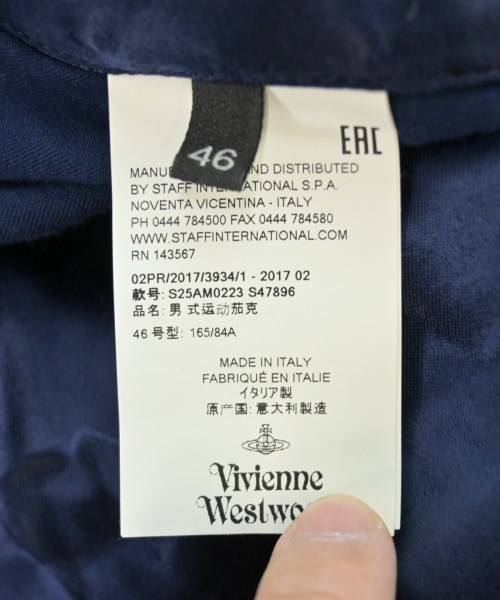 46
EAC
AND DISTRIBUTED
BY STAFF INTERNATIONAL S.P.A.
NOVENTA VICENTINA - ITALY
PH 0444 784500 FAX 0444 784580
WWW.STAFFINTERNATIONAL.COM
RN 143567
02PR/2017/3934/1 - 2017 02
款号: S25AM0223 S47896
品名: 男 式运动茄克
46 号型: 165/84A
MADE IN ITALY
FABRIQUÉ EN ITALIE
イタリア製
原产国: 意大利製造
Vivienne
Westwo